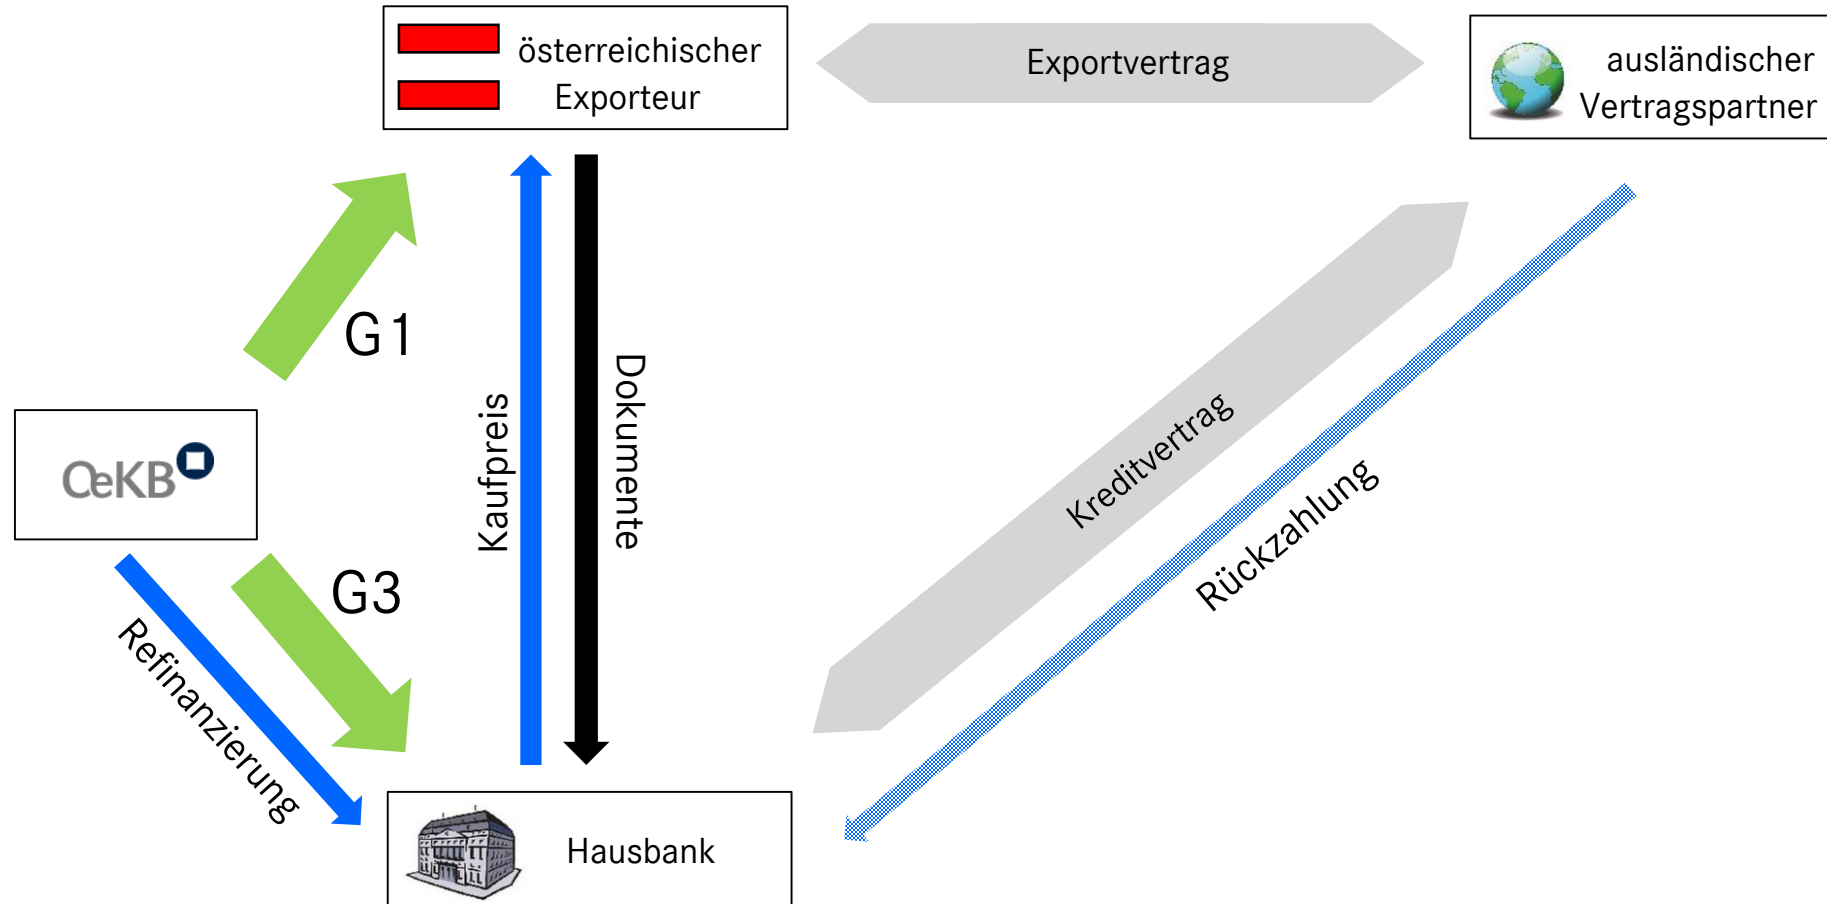 österreichischer
Exporteur
Exportvertrag
ausländischer
Vertragspartner
G1
Kaufpreis
Dokumente
Kreditvertrag
Rückzahlung
OeKB
G3
Refinanzierung
Hausbank